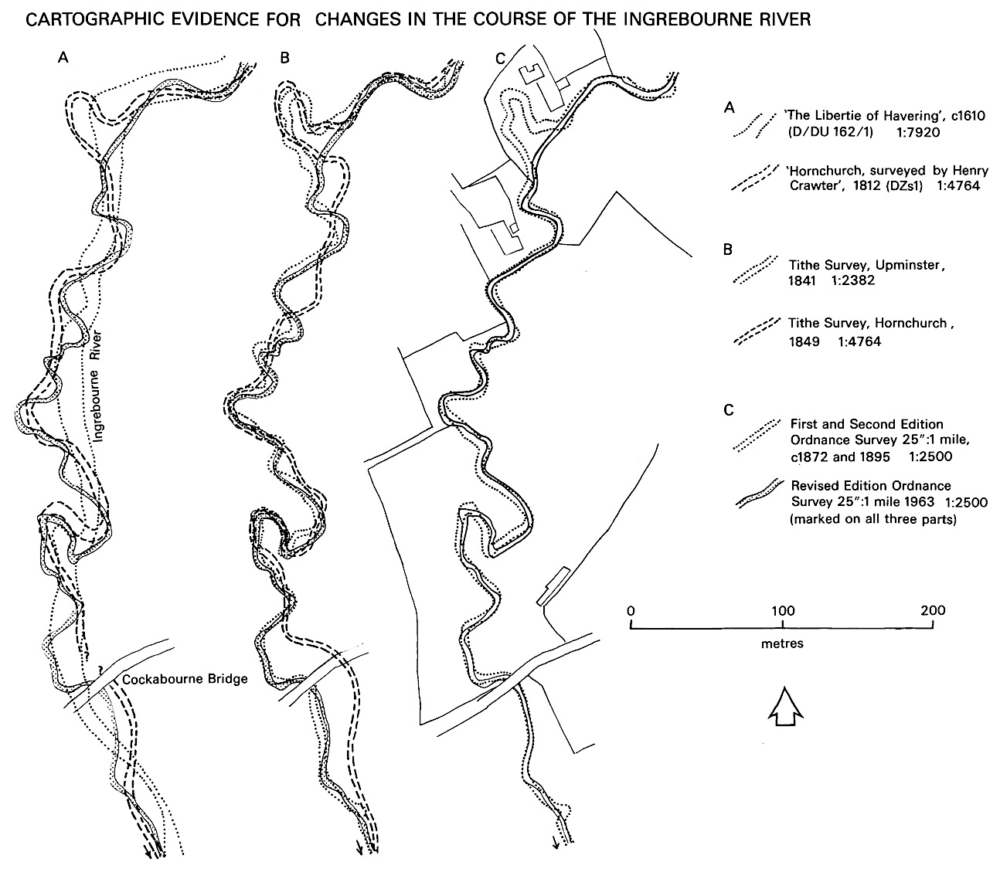 CARTOGRAPHIC EVIDENCE FOR CHANGES IN THE COURSE OF THE INGREBOURNE RIVER
A
B
C
Ingrebourne River
?
?
Cockabourne Bridge
A
'The Libertie of Havering', c1610
(D/DU 162/1) 1:7920
'Hornchurch, surveyed by Henry
Crawter', 1812 (DZs1) 1:4764
B
Tithe Survey, Upminster,
1841 1:2382
Tithe Survey, Hornchurch,
1849 1:4764
C
First and Second Edition
Ordnance Survey 25":1 mile,
c1872 and 1895 1:2500
Revised Edition Ordnance
Survey 25":1 mile 1963 1:2500
(marked on all three parts)
0 100 200
metres